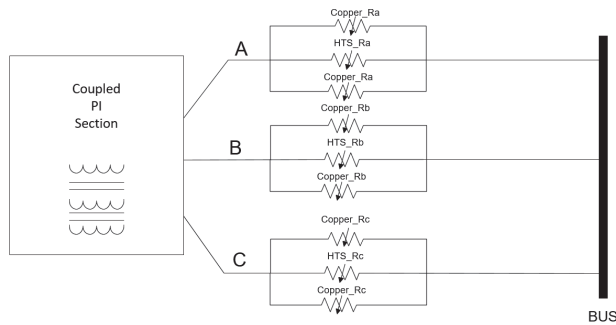 Copper_Ra
A
HTS_Ra
Copper_Ra
Coupled
PI
Section
Copper_Rb
B
HTS_Rb
Copper_Rb
Copper_Rc
C
HTS_Rc
Copper_Rc
BUS